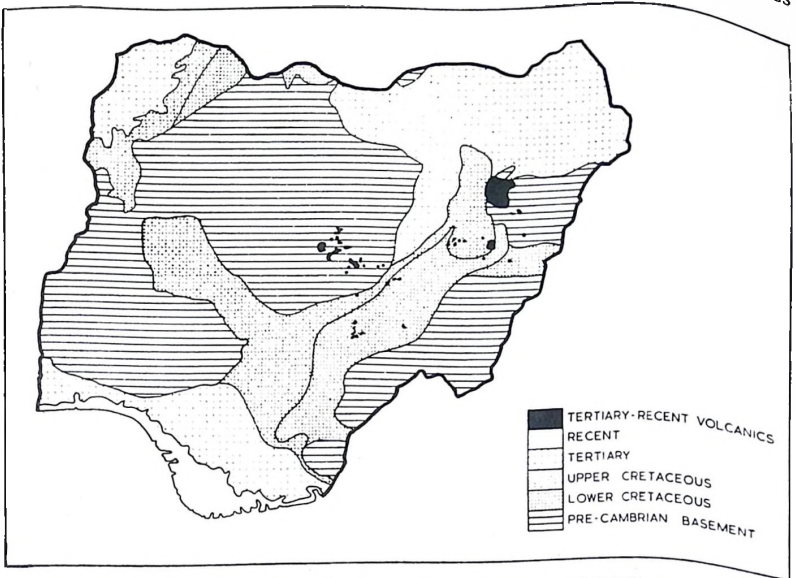 TERTIARY-RECENT VOLCANICS
RECENT
TERTIARY
UPPER CRETACEOUS
LOWER CRETACEOUS
PRE-CAMBRIAN BASEMENT